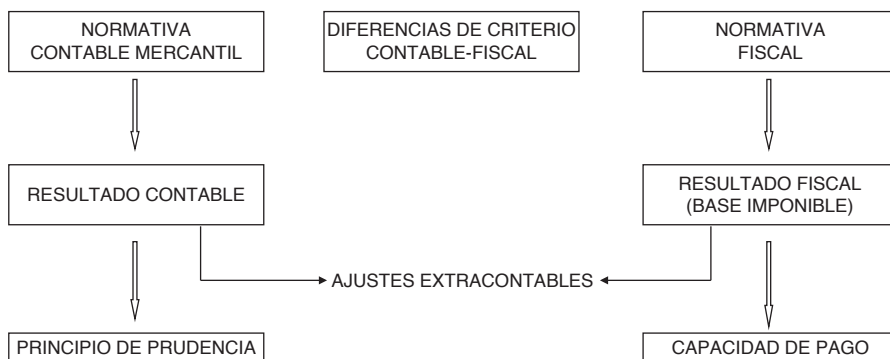 NORMATIVA
CONTABLE MERCANTIL
DIFERENCIAS DE CRITERIO
CONTABLE-FISCAL
NORMATIVA
FISCAL
RESULTADO CONTABLE
RESULTADO FISCAL
(BASE IMPONIBLE)
AJUSTES EXTRACONTABLES
PRINCIPIO DE PRUDENCIA
CAPACIDAD DE PAGO